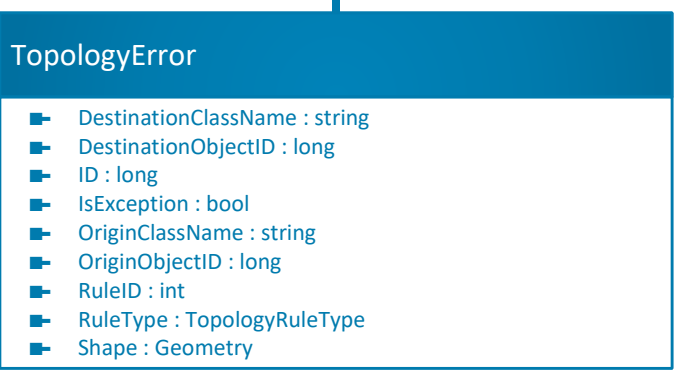 TopologyError
DestinationClassName : string
DestinationObjectID : long
ID : long
IsException : bool
OriginClassName : string
OriginObjectID : long
RuleID : int
RuleType : TopologyRuleType
Shape : Geometry